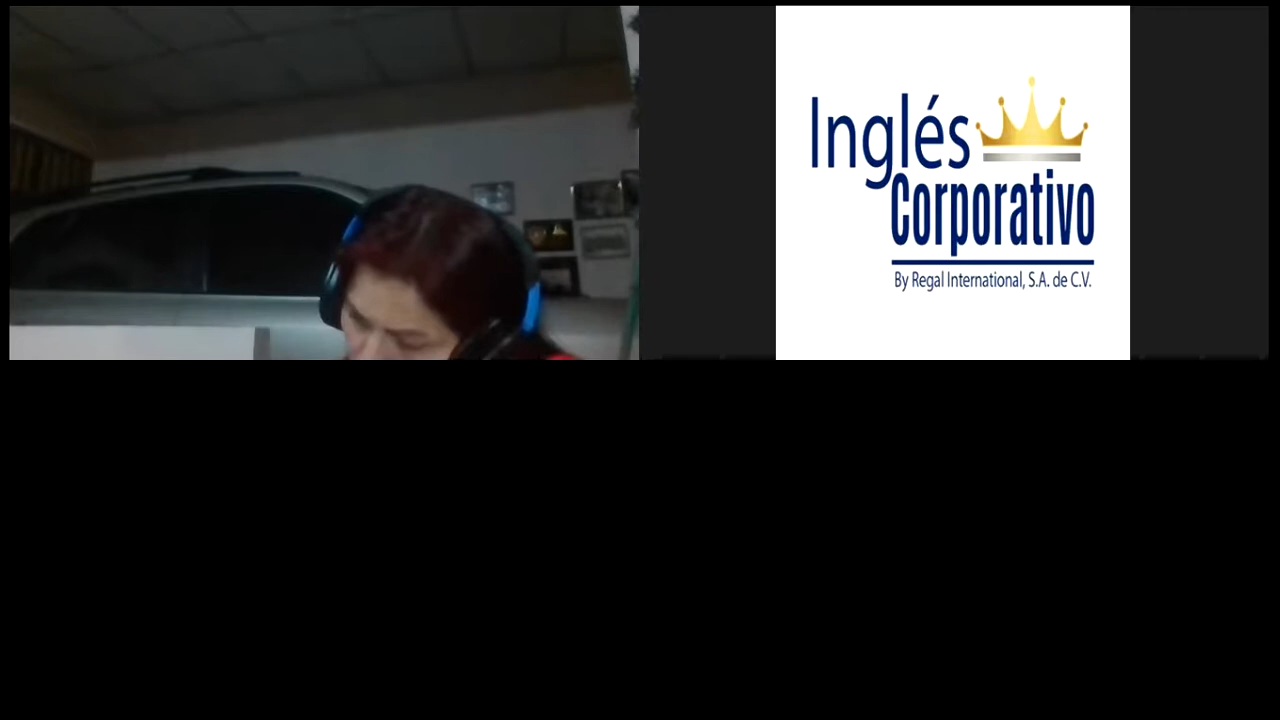 Inglés
Corporativo
By Regal International, S.A. de C.V.